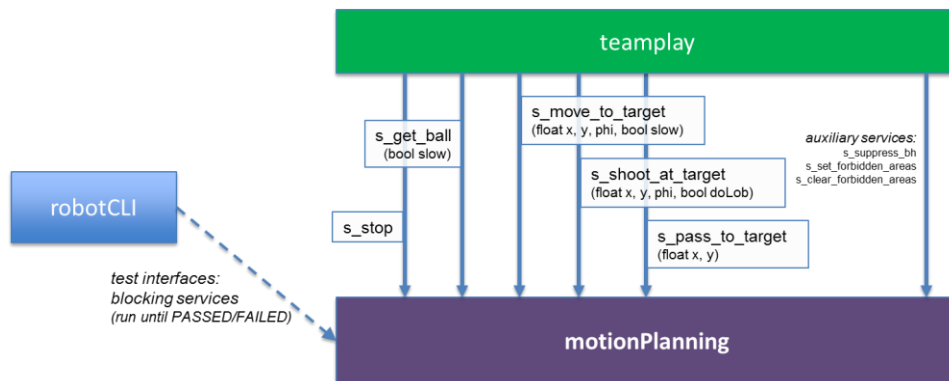 teamplay
s_move_to_target
(float x, y, phi, bool slow)
s_get_ball
(bool slow)
auxiliary services:
s_suppress_bh
s_set_forbidden_areas
s_clear_forbidden_areas
s_shoot_at_target
(float x, y, phi, bool doLob)
robotCLI
s_stop
s_pass_to_target
(float x, y)
test interfaces:
blocking services
(run until PASSED/FAILED)
motionPlanning